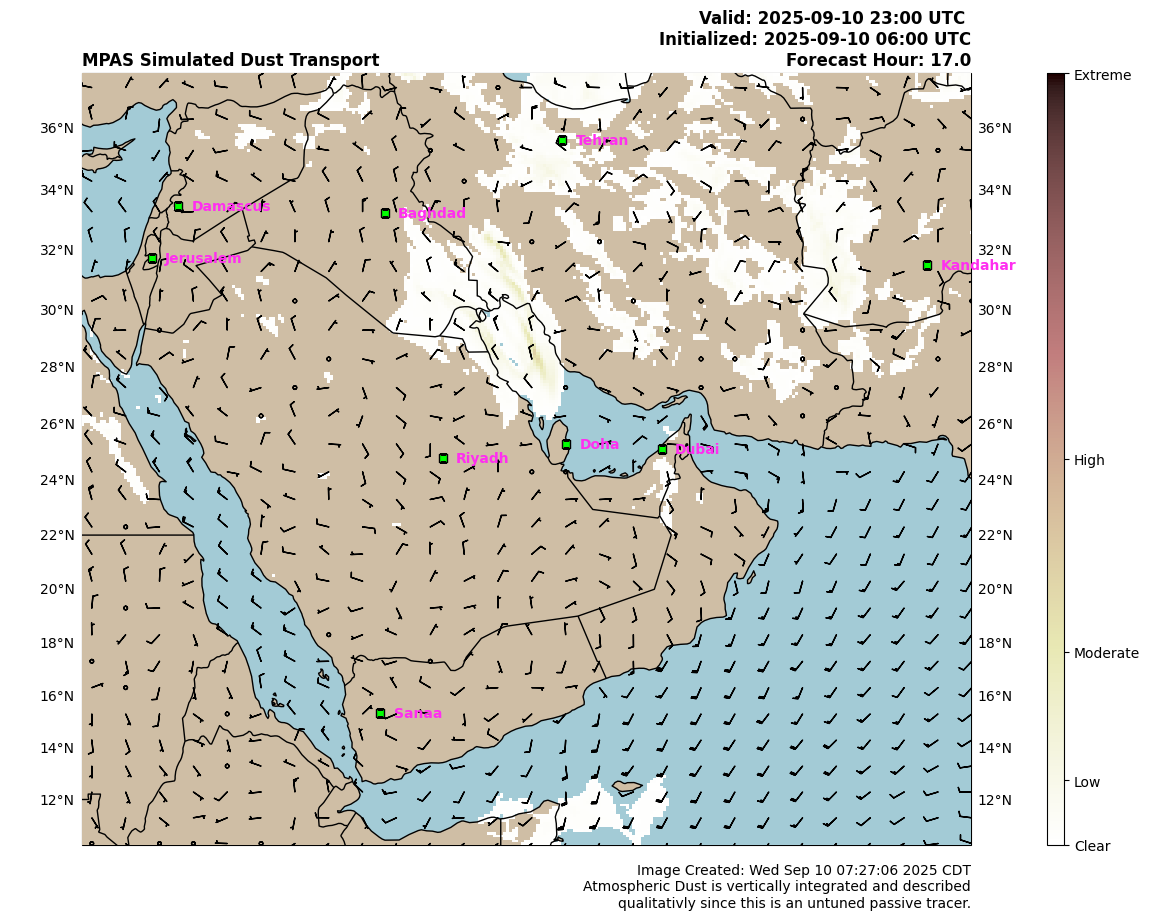 Valid: 2025-09-10 23:00 UTC
Initialized: 2025-09-10 06:00 UTC
MPAS Simulated Dust Transport
Forecast Hour: 17.0
Extreme
36°N
36°N
Tehran
34°N
34°N
Damascus
Baghdad
32°N
32°N
Jerusalem
Kandahar
30°N
30°N
28°N
28°N
26°N
26°N
Doha
Dubai
Riyadh
High
24°N
24°N
22°N
22°N
20°N
20°N
18°N
18°N
Moderate
16°N
16°N
Sanaa
14°N
14°N
Low
12°N
12°N
Clear
Image Created: Wed Sep 10 07:27:06 2025 CDT
Atmospheric Dust is vertically integrated and described
qualitativly since this is an untuned passive tracer.